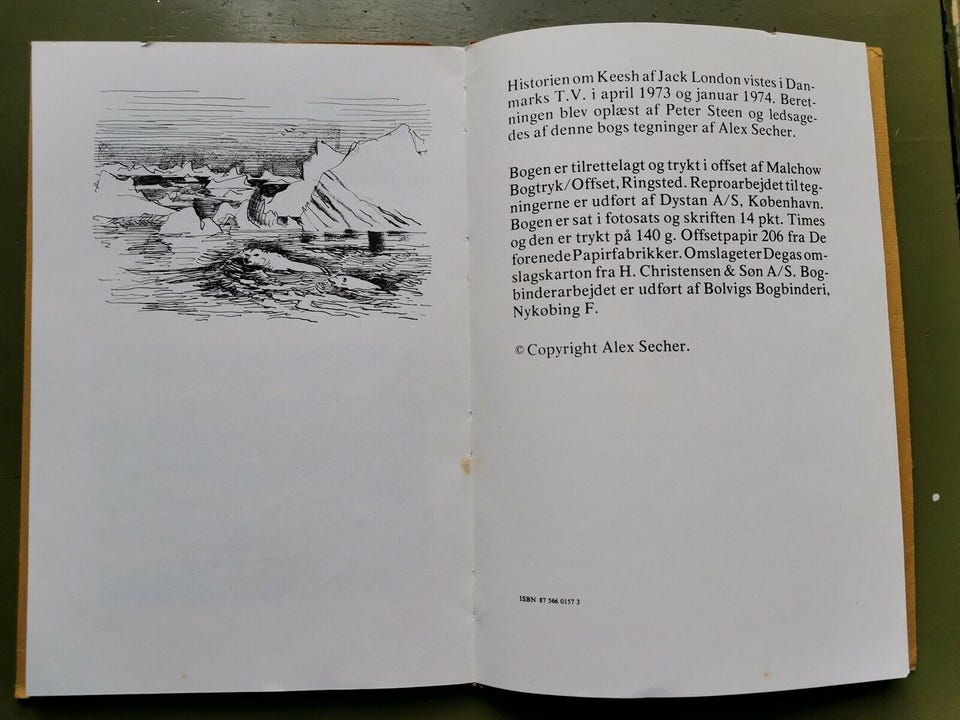 Historien om Keesh af Jack London vistes i Dan-
marks T.V. i april 1973 og januar 1974. Beret-
ningen blev oplæst af Peter Steen og ledsage-
des af denne bogs tegninger af Alex Secher.
Bogen er tilrettelagt og trykt i offset af Malchow
Bogtryk/Offset, Ringsted. Reproarbejdet til teg-
ningerne er udført af Dystan A/S, København.
Bogen er sat i fotosats og skriften 14 pkt. Times
og den er trykt på 140 g. Offsetpapir 206 fra De
forenede Papirfabrikker. Omslaget er Degas om-
slagskarton fra H. Christensen & Søn A/S. Bog-
binderarbejdet er udført af Bolvigs Bogbinderi,
Nykøbing F.
© Copyright Alex Secher.
ISBN 87 566 0157 3